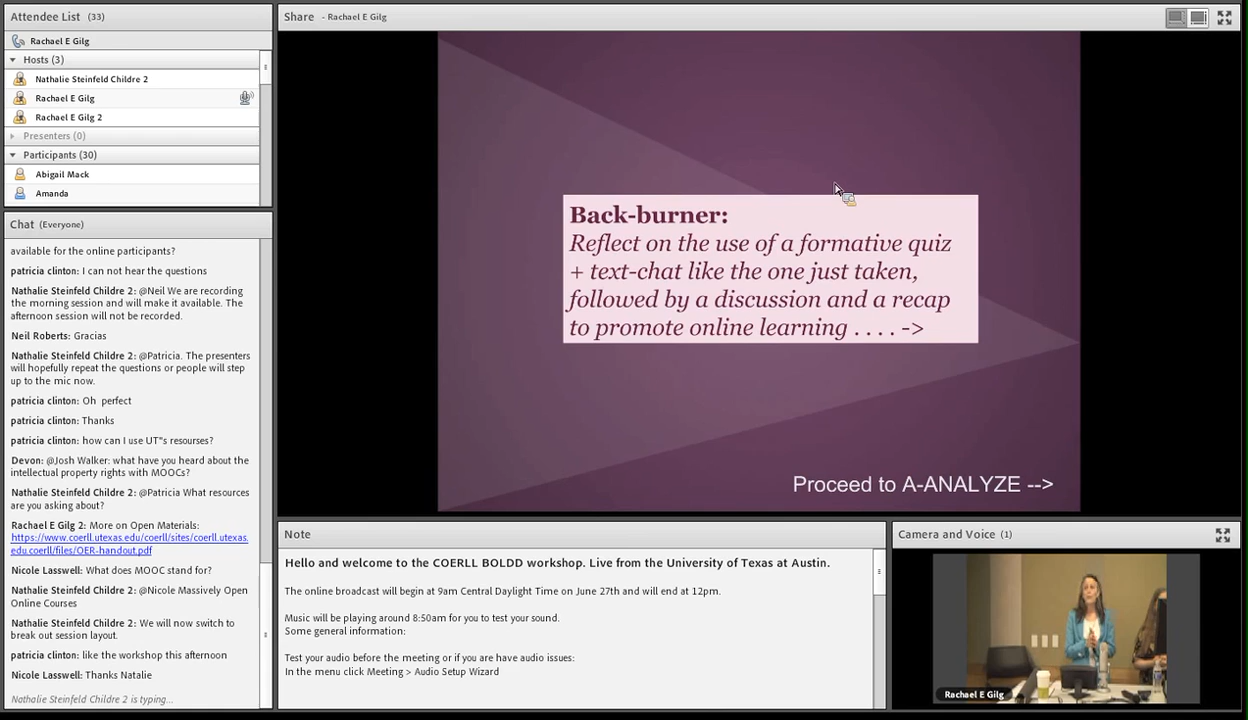 Attendee List (33)
Rachael E Gilg
Hosts (3)
Nathalie Steinfeld Childre 2
Rachael E Gilg
Rachael E Gilg 2
Presenters (0)
Participants (30)
Abigail Mack
Amanda
Chat (Everyone)
available for the online participants?
patricia clinton: I can not hear the questions
Nathalie Steinfeld Childre 2: @Neil We are recording
the morning session and will make it available. The
afternoon session will not be recorded.
Neil Roberts: Gracias
Nathalie Steinfeld Childre 2: @Patricia. The presenters
will hopefully repeat the questions or people will step
up to the mic now.
patricia clinton: Oh perfect
patricia clinton: Thanks
patricia clinton: how can I use UT"s resourses?
Devon: @Josh Walker: what have you heard about the
intellectual property rights with MOOCs?
Nathalie Steinfeld Childre 2: @Patricia What resources
are you asking about?
Rachael E Gilg 2: More on Open Materials:
https://www.coerll.utexas.edu/coerll/sites/coerll.utexas.
edu.coerll/files/OER-handout.pdf
Nicole Lasswell: What does MOOC stand for?
Nathalie Steinfeld Childre 2: @Nicole Massively Open
Online Courses
Nathalie Steinfeld Childre 2: We will now switch to
break out session layout.
patricia clinton: like the workshop this afternoon
Nicole Lasswell: Thanks Natalie
Nathalie Steinfeld Childre 2 is typing...
Share - Rachael E Gilg
Back-burner:
Reflect on the use of a formative quiz
+ text-chat like the one just taken,
followed by a discussion and a recap
to promote online learning . . . . ->
Proceed to A-ANALYZE -->
Note
Hello and welcome to the COERLL BOLDD workshop. Live from the University of Texas at Austin.
The online broadcast will begin at 9am Central Daylight Time on June 27th and will end at 12pm.
Music will be playing around 8:50am for you to test your sound.
Some general information:
Test your audio before the meeting or if you are have audio issues:
In the menu click Meeting > Audio Setup Wizard
Camera and Voice (1)
Rachael E Gilg